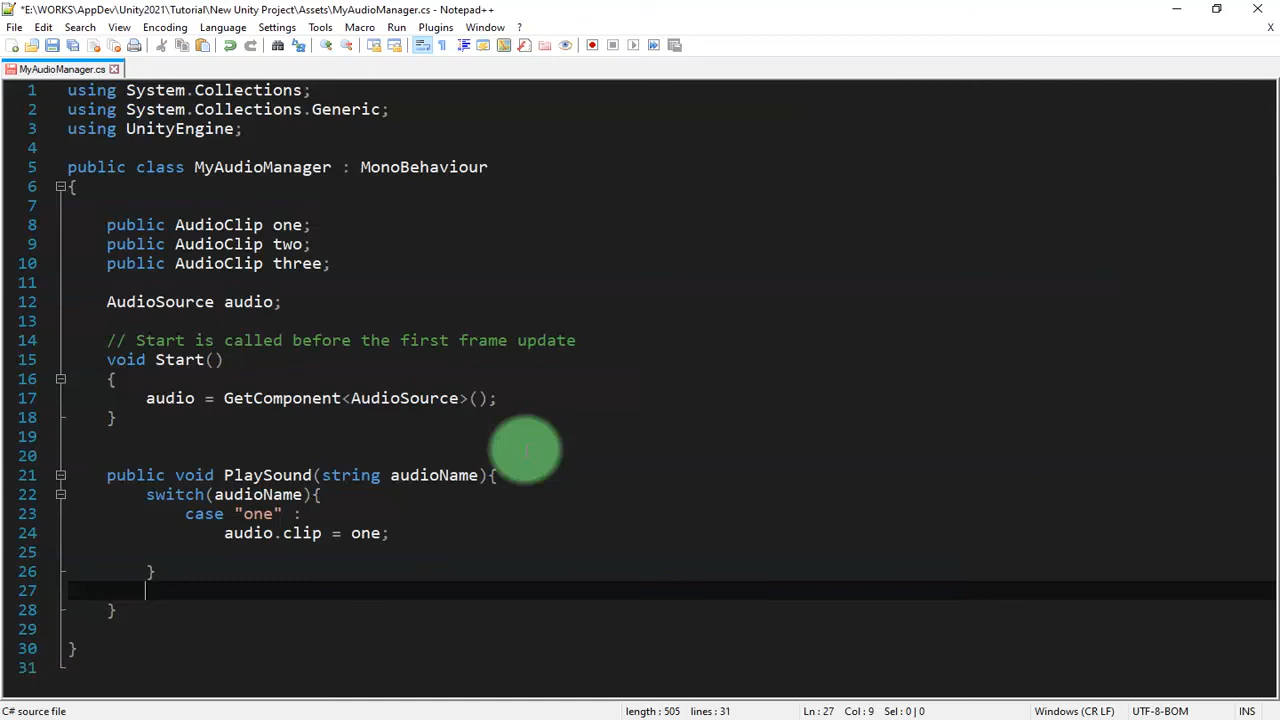 *E:\WORKS\AppDev\Unity2021\Tutorial\New Unity Project\Assets\MyAudioManager.cs - Notepad++
File Edit Search View Encoding Language Settings Tools Macro Run Plugins Window ? X
MyAudioManager.cs
1 using System.Collections;
2 using System.Collections.Generic;
3 using UnityEngine;
4
5 public class MyAudioManager : MonoBehaviour
6 {
7
8 public AudioClip one;
9 public AudioClip two;
10 public AudioClip three;
11
12 AudioSource audio;
13
14 // Start is called before the first frame update
15 void Start()
16 {
17 audio = GetComponent<AudioSource>();
18 }
19
20
21 public void PlaySound(string audioName){
22 switch(audioName){
23 case "one" :
24 audio.clip = one;
25
26 }
27
28 }
29
30 }
31
C# source file length : 505 lines : 31 Ln : 27 Col : 9 Sel : 0 | 0 Windows (CR LF) UTF-8-BOM INS